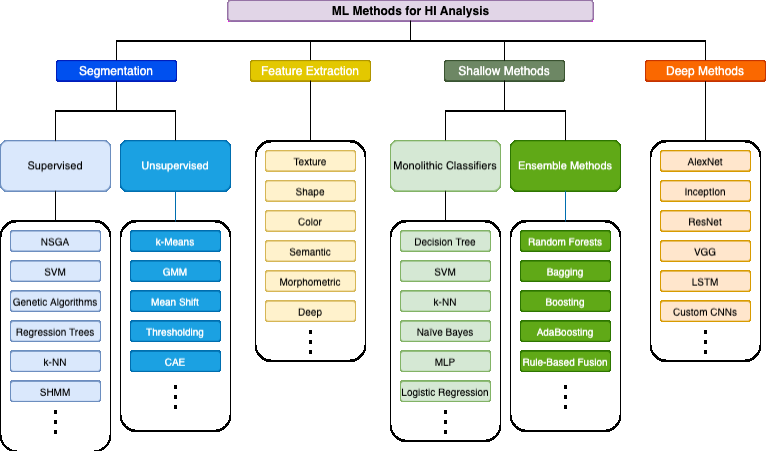 ML Methods for HI Analysis
Segmentation
Feature Extraction
Shallow Methods
Deep Methods
Supervised
Unsupervised
Monolithic Classifiers
Ensemble Methods
NSGA
SVM
Genetic Algorithms
Regression Trees
k-NN
SHMM
k-Means
GMM
Mean Shift
Thresholding
CAE
Texture
Shape
Color
Semantic
Morphometric
Deep
Decision Tree
SVM
k-NN
Naïve Bayes
MLP
Logistic Regression
Random Forests
Bagging
Boosting
AdaBoosting
Rule-Based Fusion
AlexNet
Inception
ResNet
VGG
LSTM
Custom CNNs